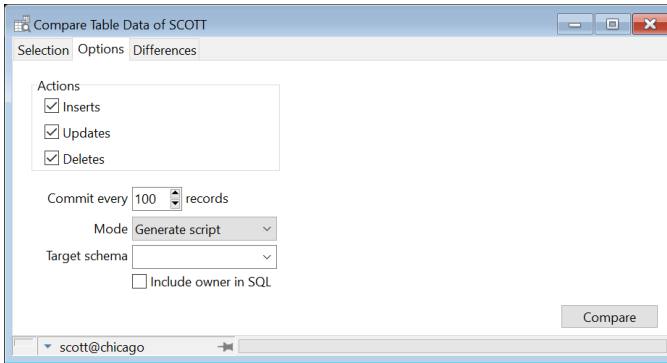 Compare Table Data of SCOTT
Selection Options Differences
Actions
Inserts
Updates
Deletes
Commit every 100 records
Mode Generate script
Target schema
Include owner in SQL
Compare
scott@chicago